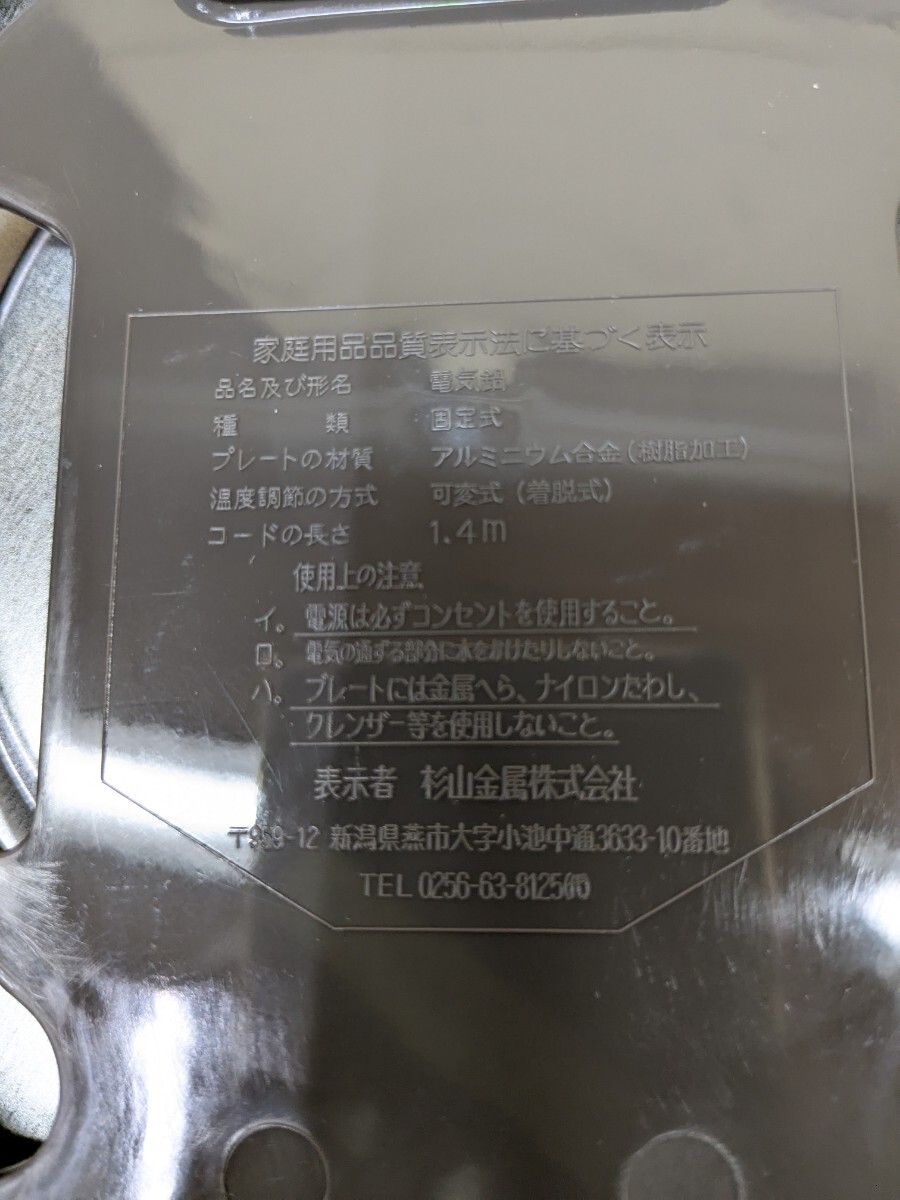 家庭用品品質表示法に基づく表示
品名及び形名 電気鍋
種類 固定式
プレートの材質 アルミニウム合金(樹脂加工)
温度調節の方式 可変式(着脱式)
コードの長さ 1.4m
使用上の注意
イ。電源は必ずコンセントを使用すること。
ロ。電気の通ずる部分に水をかけたりしないこと。
ハ。プレートには金属へら、ナイロンたわし、
クレンザー等を使用しないこと。
表示者 杉山金属株式会社
〒959-12 新潟県燕市大字小池中通3633-10番地
TEL 0256-63-8125㈹